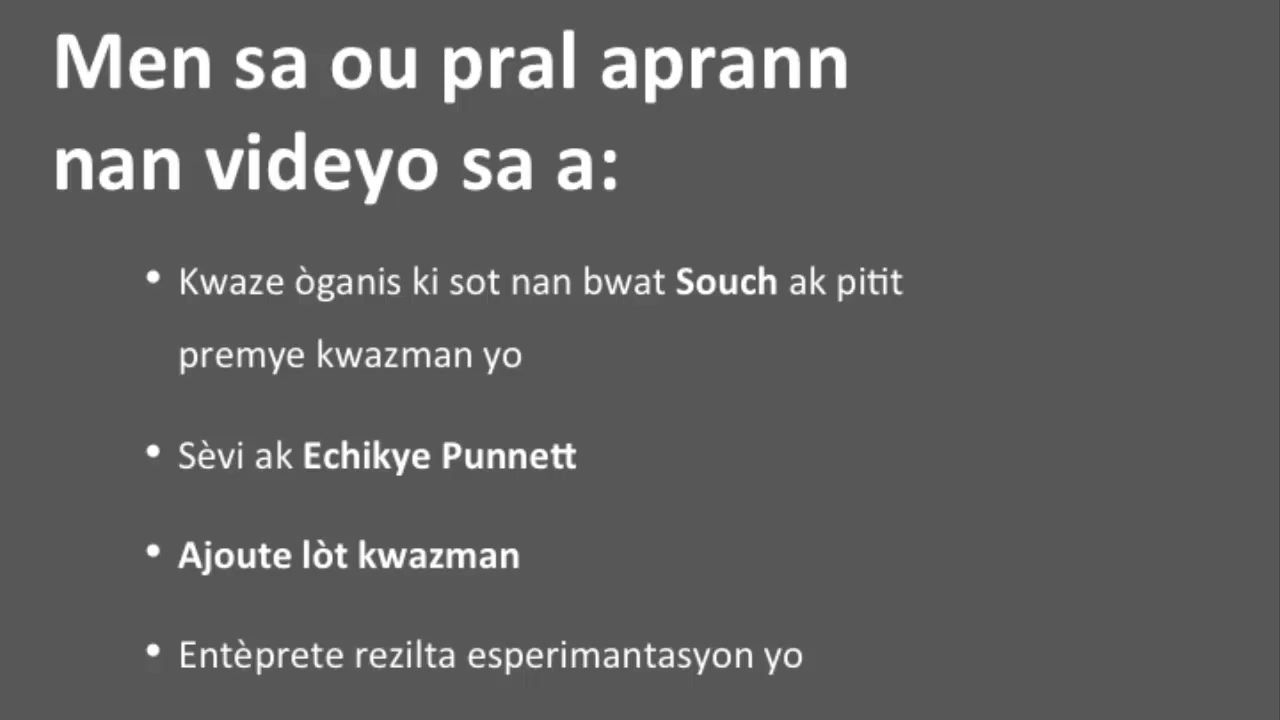 Men sa ou pral aprann
nan videyo sa a:
• Kwaze òganis ki sot nan bwat Souch ak pitit
premye kwazman yo
• Sèvi ak Echikye Punnett
• Ajoute lòt kwazman
• Entèprete rezilta esperimantasyon yo